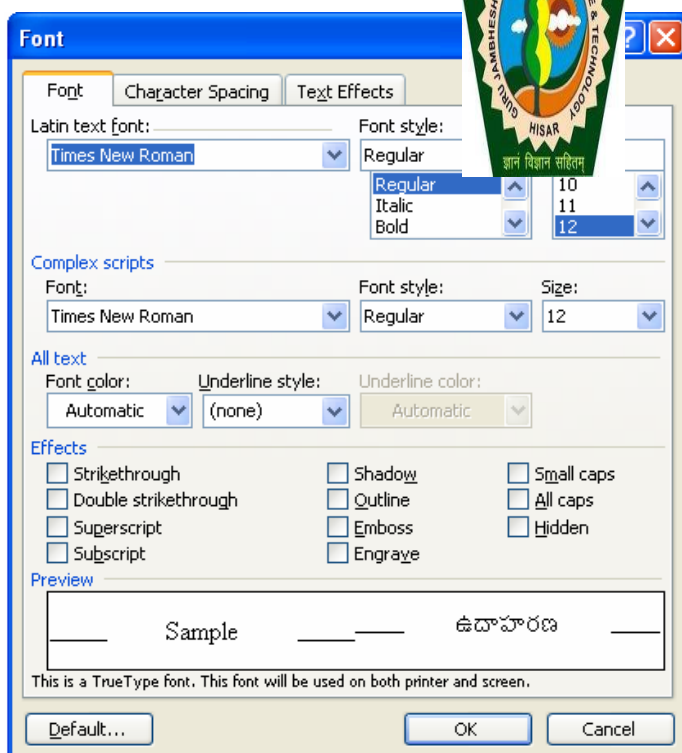 Font
?
Font Character Spacing Text Effects
GURU JAMBHESH
E & TECHNOLOGY
HISAR
ज्ञानं विज्ञान सहितम्
Latin text font: Font style:
Times New Roman Regular
Regular 10
Italic 11
Bold 12
Complex scripts
Font: Font style: Size:
Times New Roman Regular 12
All text
Font color: Underline style: Underline color:
Automatic (none) Automatic
Effects
Strikethrough Shadow Small caps
Double strikethrough Outline All caps
Superscript Emboss Hidden
Subscript Engrave
Preview
Sample ఉదాహరణ
This is a TrueType font. This font will be used on both printer and screen.
Default... OK Cancel